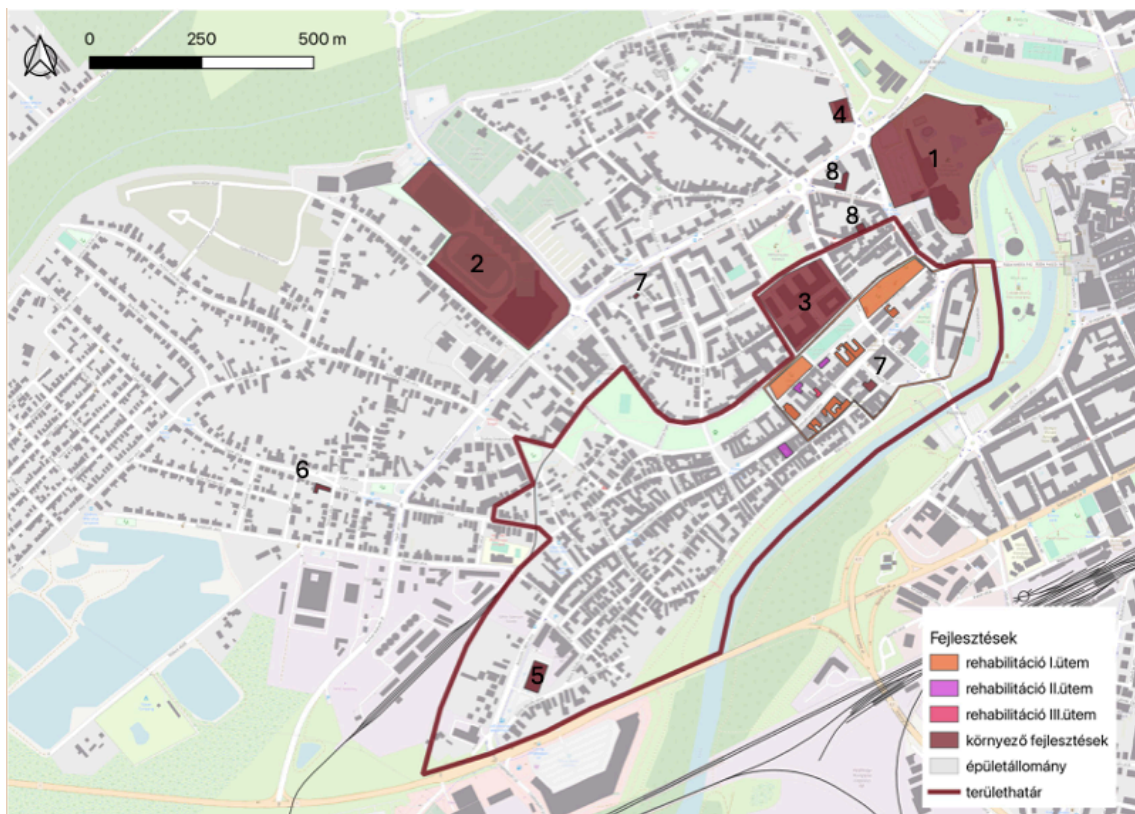 0 250 500 m
4
1
8
8
2
7
3
7
6
5
Fejlesztések
rehabilitáció I.ütem
rehabilitáció II.ütem
rehabilitáció III.ütem
környező fejlesztések
épületállomány
területhatár